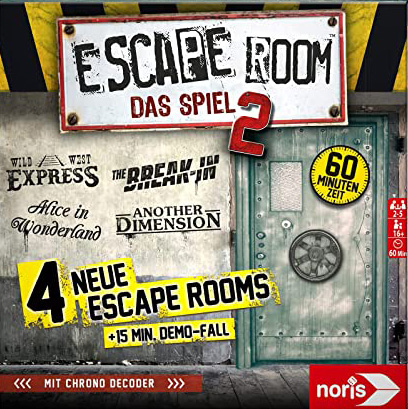 ESCAPE ROOM™
DAS SPIEL
2
WILD WEST
EXPRESS
THE BREAK-IN
Alice in
Wonderland
ANOTHER
DIMENSION
60
MINUTEN
ZEIT
2-5
16+
60 Min
4 NEUE
ESCAPE ROOMS
+15 MIN. DEMO-FALL
<<< MIT CHRONO DECODER >>>
noris